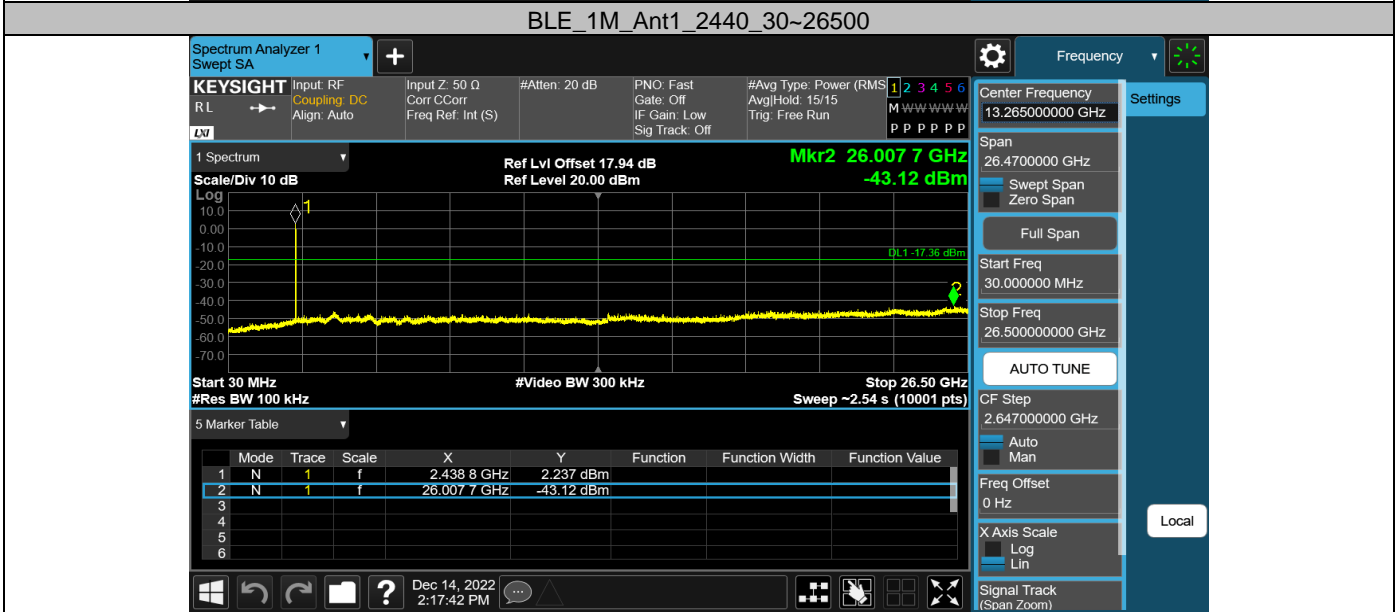 BLE_1M_Ant1_2440_30~26500
Spectrum Analyzer 1
Swept SA
Frequency
KEYSIGHT
RL
LXI
Input: RF
Coupling: DC
Align: Auto
Input Z: 50 Ω
Corr CCorr
Freq Ref: Int (S)
#Atten: 20 dB
PNO: Fast
Gate: Off
IF Gain: Low
Sig Track: Off
#Avg Type: Power (RMS
Avg|Hold: 15/15
Trig: Free Run
1 2 3 4 5 6
M W W W W W
P P P P P P
1 Spectrum
Scale/Div 10 dB
Ref Lvl Offset 17.94 dB
Ref Level 20.00 dBm
Mkr2 26.007 7 GHz
-43.12 dBm
Log
10.0
0.00
-10.0
-20.0
-30.0
-40.0
-50.0
-60.0
-70.0
1
DL1 -17.36 dBm
2
Start 30 MHz
#Res BW 100 kHz
#Video BW 300 kHz
Stop 26.50 GHz
Sweep ~2.54 s (10001 pts)
5 Marker Table
Mode Trace Scale X Y Function Function Width Function Value
1 N 1 f 2.438 8 GHz 2.237 dBm
2 N 1 f 26.007 7 GHz -43.12 dBm
3
4
5
6
Dec 14, 2022
2:17:42 PM
Center Frequency
13.265000000 GHz
Settings
Span
26.4700000 GHz
Swept Span
Zero Span
Full Span
Start Freq
30.000000 MHz
Stop Freq
26.500000000 GHz
AUTO TUNE
CF Step
2.647000000 GHz
Auto
Man
Freq Offset
0 Hz
Local
X Axis Scale
Log
Lin
Signal Track
(Span Zoom)